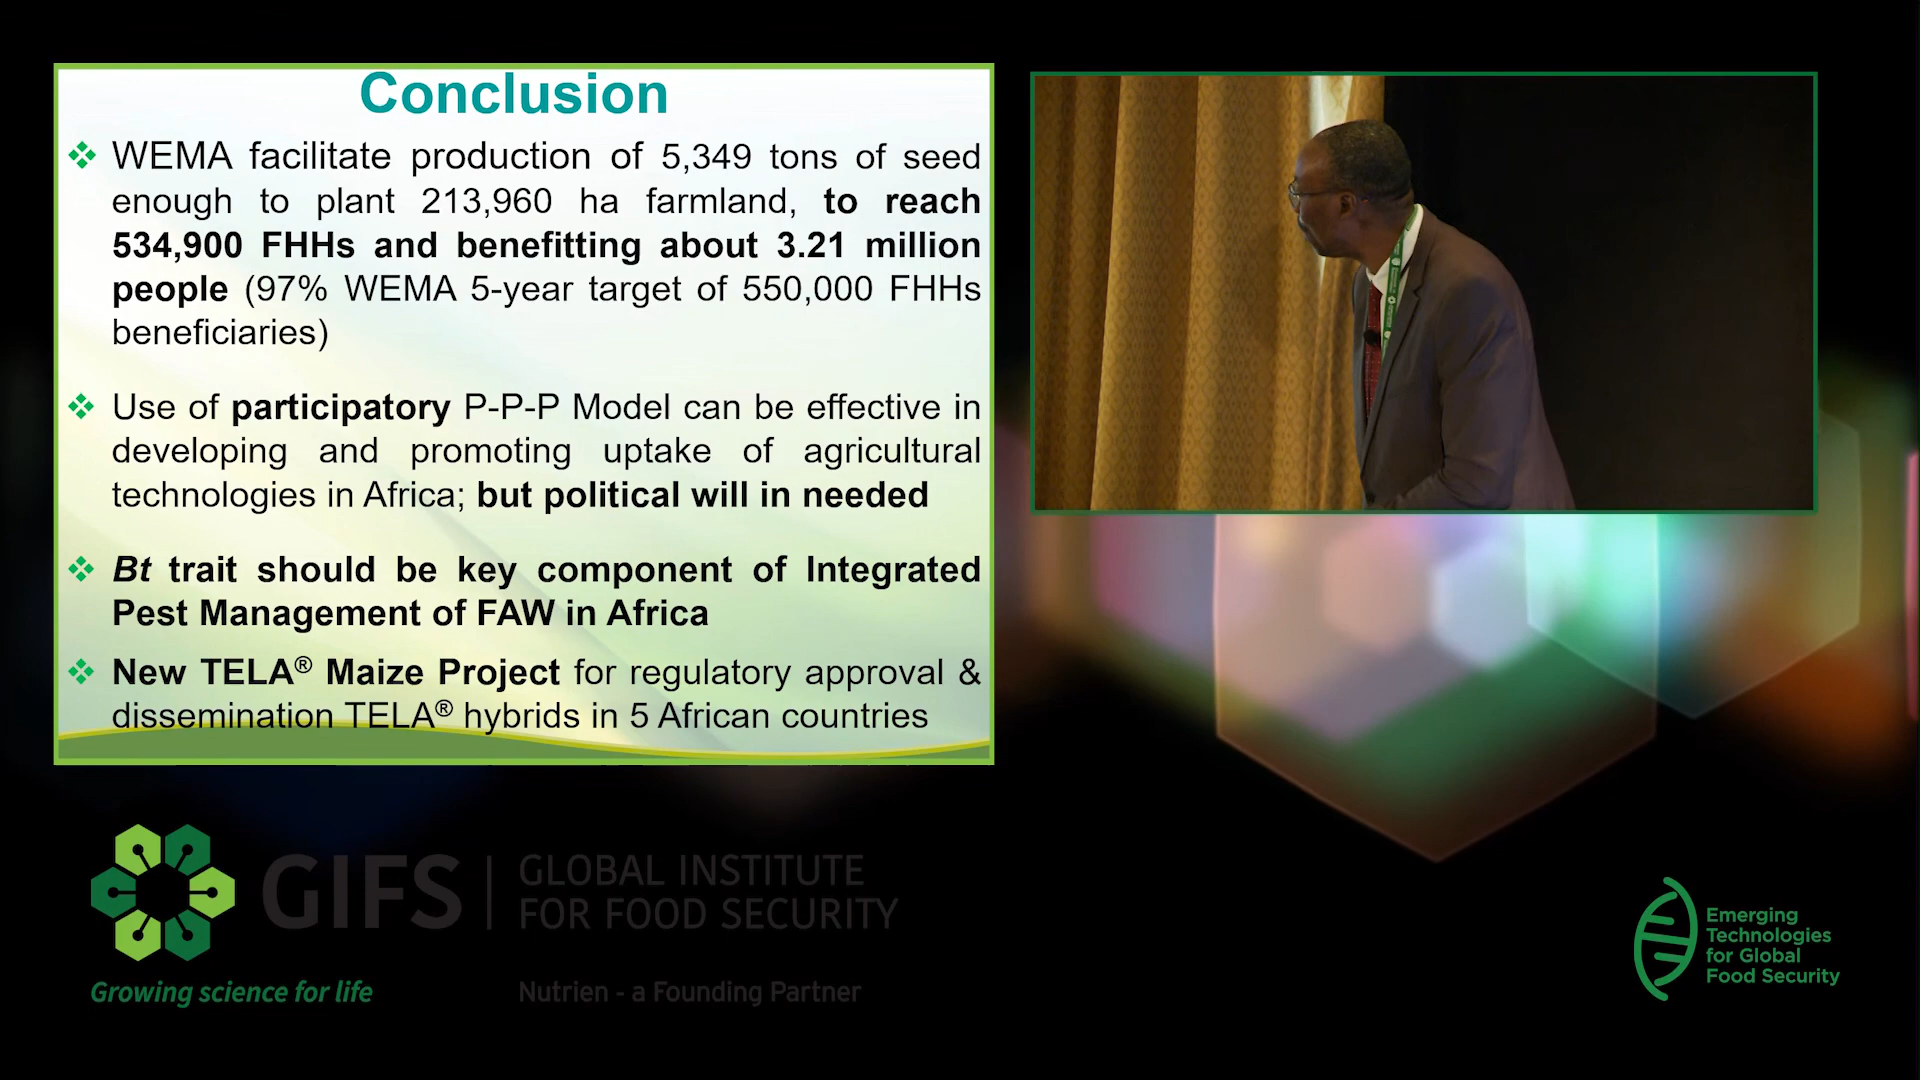 Conclusion
WEMA facilitate production of 5,349 tons of seed
enough to plant 213,960 ha farmland, to reach
534,900 FHHs and benefitting about 3.21 million
people (97% WEMA 5-year target of 550,000 FHHs
beneficiaries)
Use of participatory P-P-P Model can be effective in
developing and promoting uptake of agricultural
technologies in Africa; but political will in needed
Bt trait should be key component of Integrated
Pest Management of FAW in Africa
New TELA® Maize Project for regulatory approval &
dissemination TELA® hybrids in 5 African countries
GIFS
GLOBAL INSTITUTE
FOR FOOD SECURITY
Growing science for life
Nutrien - a Founding Partner
Emerging
Technologies
for Global
Food Security